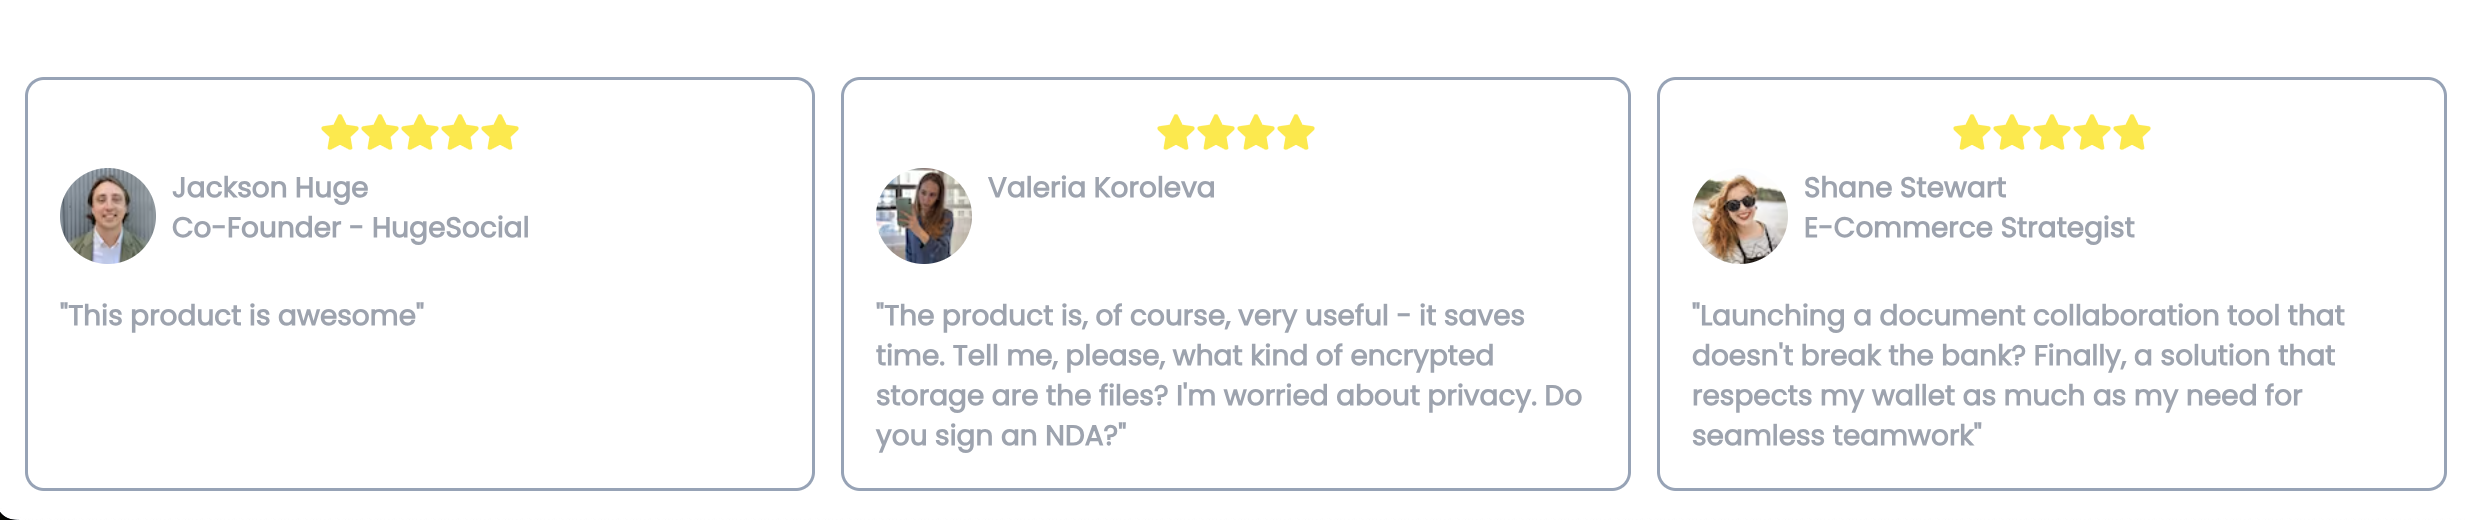 Jackson Huge
Co-Founder - HugeSocial
"This product is awesome"
Valeria Koroleva
"The product is, of course, very useful - it saves
time. Tell me, please, what kind of encrypted
storage are the files? I'm worried about privacy. Do
you sign an NDA?"
Shane Stewart
E-Commerce Strategist
"Launching a document collaboration tool that
doesn't break the bank? Finally, a solution that
respects my wallet as much as my need for
seamless teamwork"